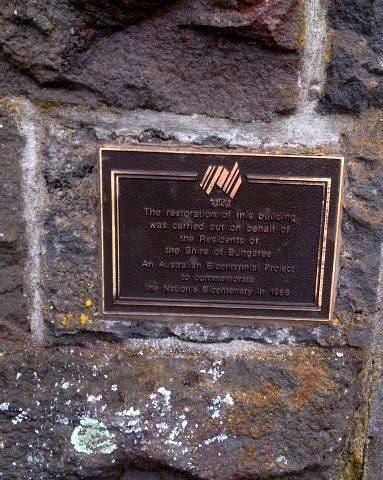 The restoration of this building
was carried out on behalf of
the Residents of
the Shire of Bungaree
An Australian Bicentennial Project
to commemorate
the Nation's Bicentenary in 1988